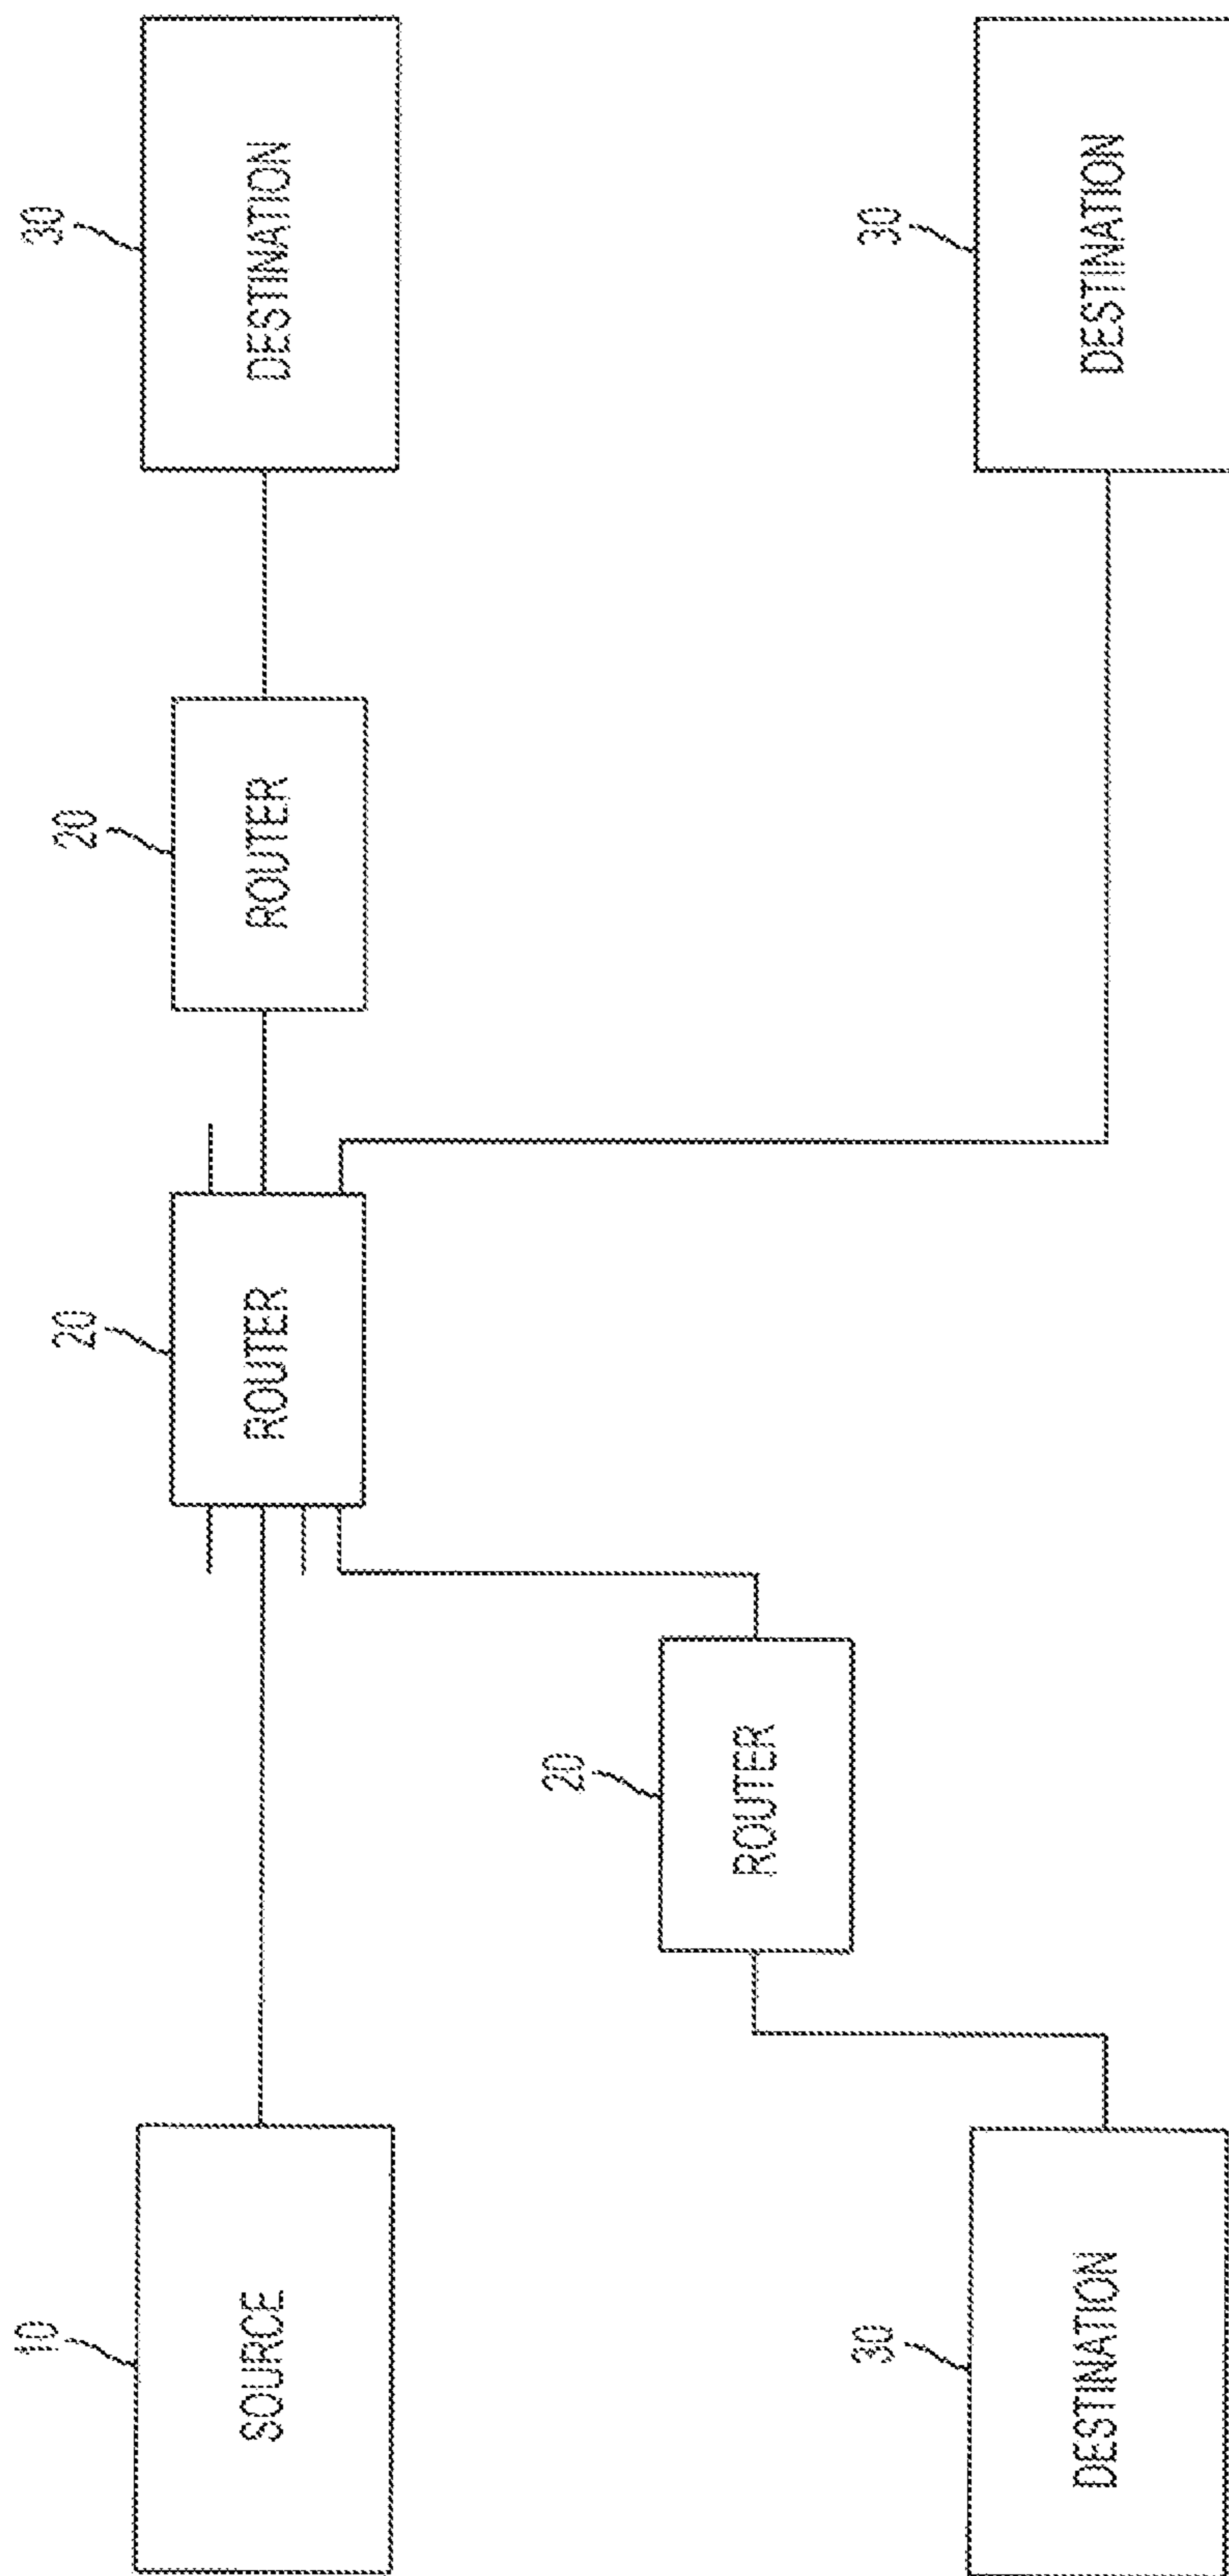 10
SOURCE
20
ROUTER
20
ROUTER
30
DESTINATION
20
ROUTER
30
DESTINATION
30
DESTINATION